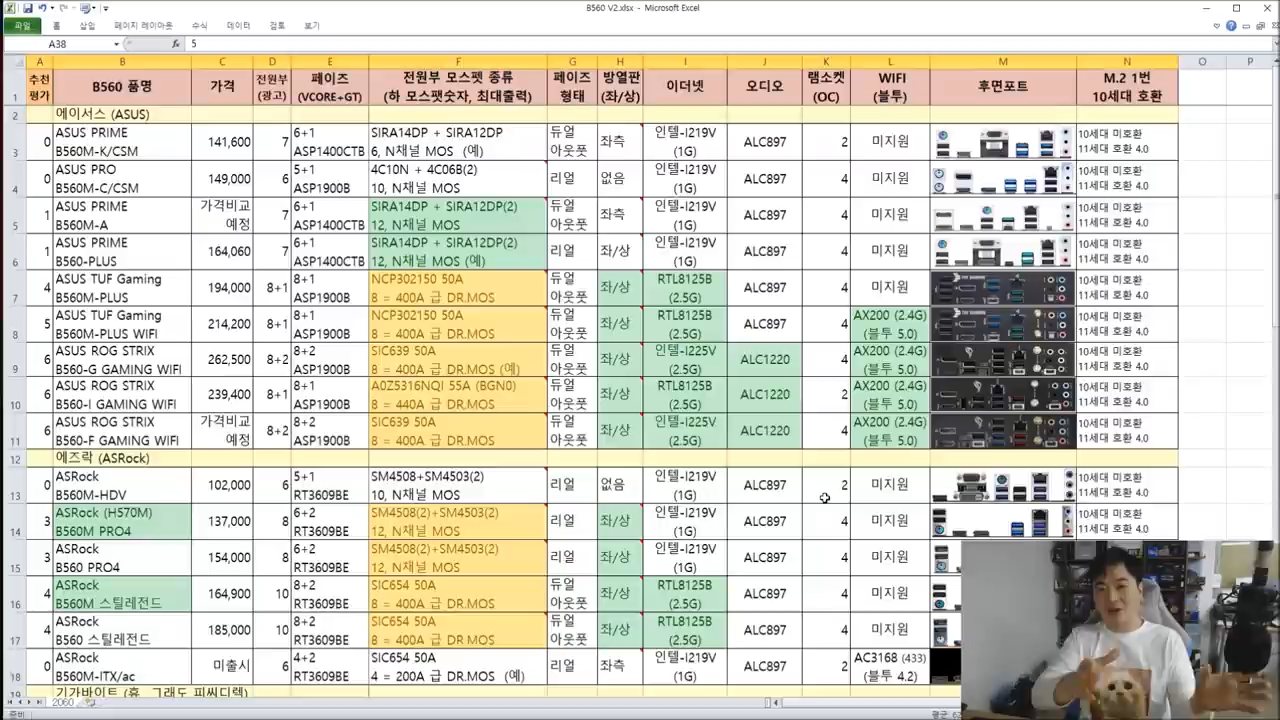 B560 V2.xlsx - Microsoft Excel
파일 홈 삽입 페이지 레이아웃 수식 데이터 검토 보기
A38 fx 5
A B C D E F G H I J K L M N O P
1 추천 평가 B560 품명 가격 전원부 (광고) 페이즈 (VCORE+GT) 전원부 모스펫 종류 (하 모스펫숫자, 최대출력) 페이즈 형태 방열판 (좌/상) 이더넷 오디오 램소켓 (OC) WIFI (블투) 후면포트 M.2 1번 10세대 호환
2 에이서스 (ASUS)
3 0 ASUS PRIME B560M-K/CSM 141,600 7 6+1 ASP1400CTB SIRA14DP + SIRA12DP 6, N채널 MOS (예) 듀얼 아웃풋 좌측 인텔-I219V (1G) ALC897 2 미지원 10세대 미호환 11세대 호환 4.0
4 0 ASUS PRO B560M-C/CSM 149,000 6 5+1 ASP1900B 4C10N + 4C06B(2) 10, N채널 MOS 리얼 없음 인텔-I219V (1G) ALC897 4 미지원 10세대 미호환 11세대 호환 4.0
5 1 ASUS PRIME B560M-A 가격비교 예정 7 6+1 ASP1400CTB SIRA14DP + SIRA12DP(2) 12, N채널 MOS 듀얼 아웃풋 좌측 인텔-I219V (1G) ALC897 4 미지원 10세대 미호환 11세대 호환 4.0
6 1 ASUS PRIME B560-PLUS 164,060 7 6+1 ASP1400CTB SIRA14DP + SIRA12DP(2) 12, N채널 MOS (예) 리얼 좌/상 인텔-I219V (1G) ALC897 4 미지원 10세대 미호환 11세대 호환 4.0
7 4 ASUS TUF Gaming B560M-PLUS 194,000 8+1 8+1 ASP1900B NCP302150 50A 8 = 400A 급 DR.MOS 듀얼 아웃풋 좌/상 RTL8125B (2.5G) ALC897 4 미지원 10세대 미호환 11세대 호환 4.0
8 5 ASUS TUF Gaming B560M-PLUS WIFI 214,200 8+1 8+1 ASP1900B NCP302150 50A 8 = 400A 급 DR.MOS 듀얼 아웃풋 좌/상 RTL8125B (2.5G) ALC897 4 AX200 (2.4G) (블투 5.0) 10세대 미호환 11세대 호환 4.0
9 6 ASUS ROG STRIX B560-G GAMING WIFI 262,500 8+2 8+2 ASP1900B SIC639 50A 8 = 400A 급 DR.MOS (예) 듀얼 아웃풋 좌/상 인텔-I225V (2.5G) ALC1220 4 AX200 (2.4G) (블투 5.0) 10세대 미호환 11세대 호환 4.0
10 6 ASUS ROG STRIX B560-I GAMING WIFI 239,400 8+1 8+1 ASP1900B A0Z5316NQI 55A (BGN0) 8 = 440A 급 DR.MOS 듀얼 아웃풋 좌/상 RTL8125B (2.5G) ALC1220 2 AX200 (2.4G) (블투 5.0) 10세대 미호환 11세대 호환 4.0
11 6 ASUS ROG STRIX B560-F GAMING WIFI 가격비교 예정 8+2 8+2 ASP1900B SIC639 50A 8 = 400A 급 DR.MOS 듀얼 아웃풋 좌/상 인텔-I225V (2.5G) ALC1220 4 AX200 (2.4G) (블투 5.0) 10세대 미호환 11세대 호환 4.0
12 에즈락 (ASRock)
13 0 ASRock B560M-HDV 102,000 6 5+1 RT3609BE SM4508+SM4503(2) 10, N채널 MOS 리얼 없음 인텔-I219V (1G) ALC897 2 미지원 10세대 미호환 11세대 호환 4.0
14 3 ASRock (H570M) B560M PRO4 137,000 8 6+2 RT3609BE SM4508(2)+SM4503(2) 12, N채널 MOS 리얼 좌/상 인텔-I219V (1G) ALC897 4 미지원 10세대 미호환 11세대 호환 4.0
15 3 ASRock B560 PRO4 154,000 8 6+2 RT3609BE SM4508(2)+SM4503(2) 12, N채널 MOS 리얼 좌/상 인텔-I219V (1G) ALC897 4 미지원
16 4 ASRock B560M 스틸레전드 164,900 10 8+2 RT3609BE SIC654 50A 8 = 400A 급 DR.MOS 듀얼 아웃풋 좌/상 RTL8125B (2.5G) ALC897 4 미지원
17 4 ASRock B560 스틸레전드 185,000 10 8+2 RT3609BE SIC654 50A 8 = 400A 급 DR.MOS 듀얼 아웃풋 좌/상 RTL8125B (2.5G) ALC897 4 미지원
18 0 ASRock B560M-ITX/ac 미출시 6 4+2 RT3609BE SIC654 50A 4 = 200A 급 DR.MOS (예) 리얼 좌측 인텔-I219V (1G) ALC897 2 AC3168 (433) (블투 4.2)
19
2060
준비